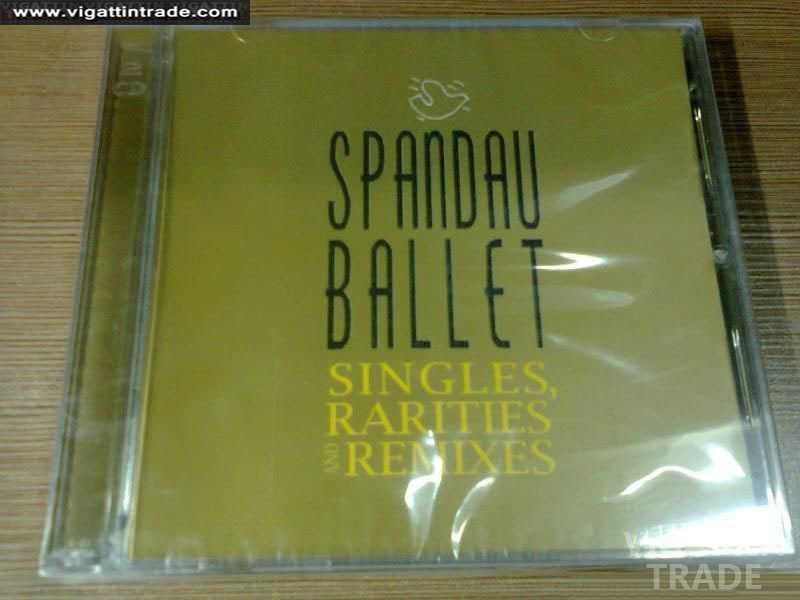 www.vigattintrade.com
SPANDAU
BALLET
SINGLES,
RARITIES
AND REMIXES
TRADE